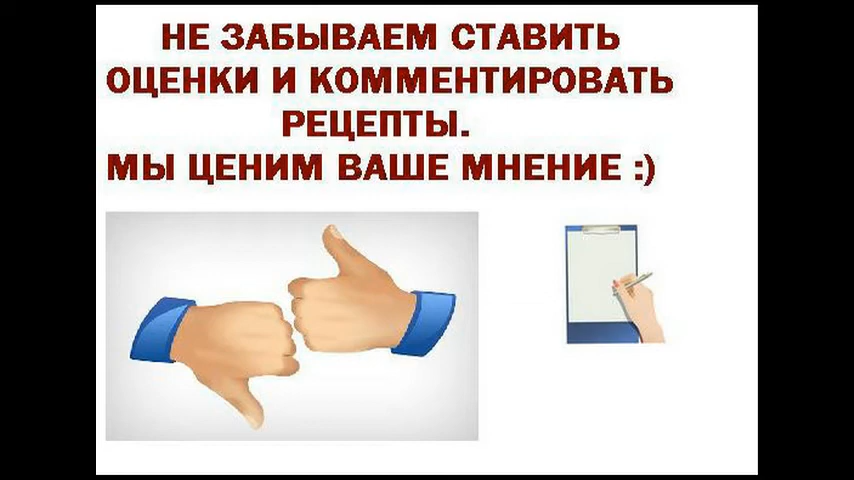 НЕ ЗАБЫВАЕМ СТАВИТЬ
ОЦЕНКИ И КОММЕНТИРОВАТЬ
РЕЦЕПТЫ.
МЫ ЦЕНИМ ВАШЕ МНЕНИЕ :)